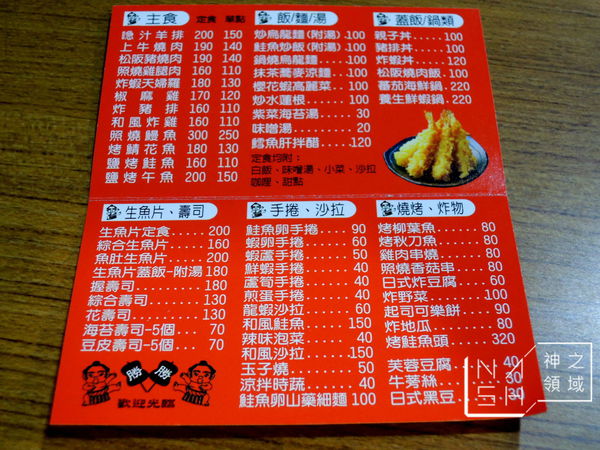 主食 定食 單點
嗆汁羊排 200 150
上牛燒肉 200 150
松阪豬燒肉 190 140
照燒雞腿肉 160 110
炸蝦天婦羅 180 130
椒麻雞 170 120
炸豬排 160 110
和風炸雞 160 110
照燒鰻魚 300 250
烤鯖花魚 180 130
鹽烤鮭魚 160 110
鹽烤午魚 200 150
飯/麵/湯
炒烏龍麵(附湯) 100
鮭魚炒飯(附湯) 100
鍋燒烏龍麵 100
抹茶蕎麥涼麵 100
櫻花蝦高麗菜 100
炒水蓮根 100
紫菜海苔湯 30
味噌湯 20
鱈魚肝拌醋 120
定食均附:
白飯、味噌湯、小菜、沙拉
咖哩、甜點
蓋飯/鍋類
親子丼 100
豬排丼 100
炸蝦丼 120
松阪燒肉飯 100
番茄海鮮鍋 220
養生鮮蝦鍋 220
生魚片、壽司
生魚片定食 200
綜合生魚片 160
魚肚生魚片 200
生魚片蓋飯-附湯 180
握壽司 180
綜合壽司 130
花壽司 130
海苔壽司-5個 70
豆皮壽司-5個 70
勝 勝
歡迎光臨
手捲、沙拉
鮭魚卵手捲 90
蝦卵手捲 60
蝦蘆手捲 50
鮮蝦手捲 40
蘆筍手捲 40
煎蛋手捲 40
龍蝦沙拉 60
和風鮭魚 150
辣味泡菜 40
和風沙拉 150
玉子燒 50
涼拌時蔬 40
鮭魚卵山藥細麵 100
燒烤、炸物
烤柳葉魚 80
烤秋刀魚 80
雞肉串燒 80
照燒香菇串 80
日式炸豆腐 60
炸野菜 100
起司可樂餅 90
炸地瓜 80
烤鮭魚頭 320
芙蓉豆腐 40
牛蒡絲 30
日式黑豆 30
神之領域